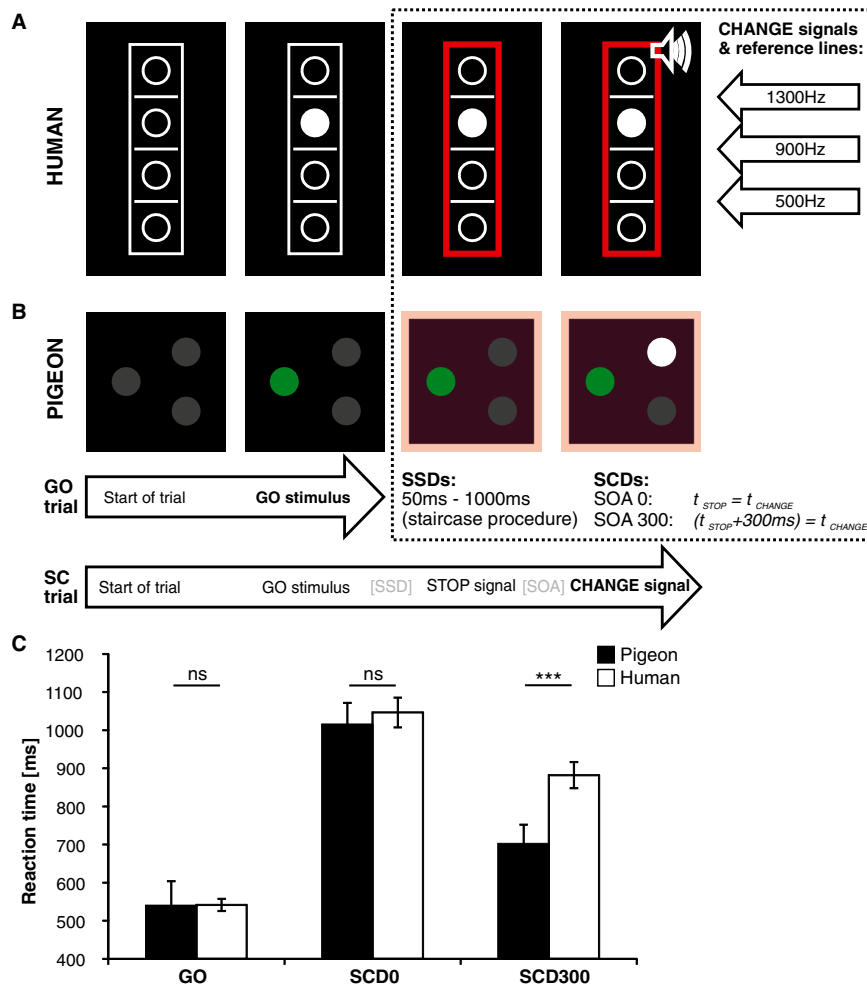 A
HUMAN
CHANGE signals
& reference lines:
1300Hz
900Hz
500Hz
B
PIGEON
GO
trial
Start of trial
GO stimulus
SSDs:
50ms - 1000ms
(staircase procedure)
SCDs:
SOA 0: t STOP = t CHANGE
SOA 300: (t STOP+300ms) = t CHANGE
SC
trial
Start of trial GO stimulus [SSD] STOP signal [SOA] CHANGE signal
C
Pigeon
Human
Reaction time [ms]
1200
1100
1000
900
800
700
600
500
400
ns
ns
***
GO
SCD0
SCD300